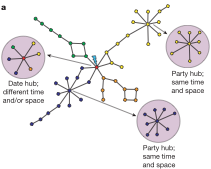 a
Date hub;
different time
and/or space
Party hub;
same time
and space
Party hub;
same time
and space